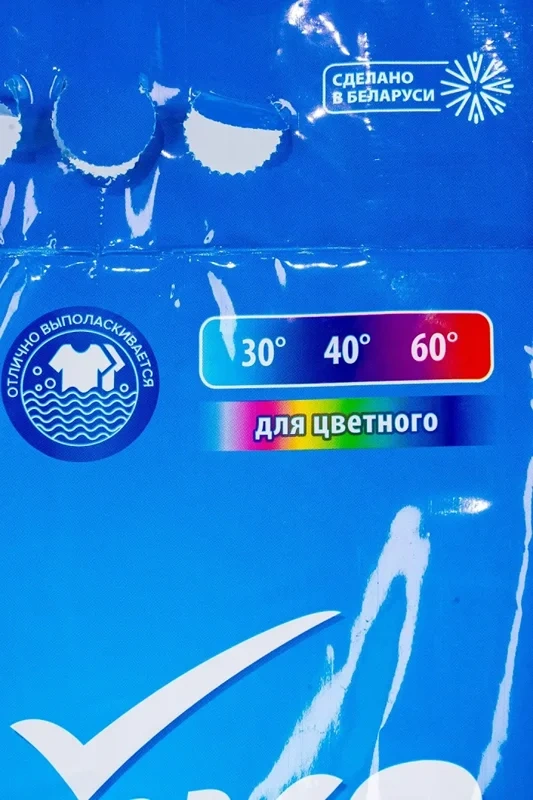 СДЕЛАНО
В БЕЛАРУСИ
ОТЛИЧНО ВЫПОЛАСКИВАЕТСЯ
30° 40° 60°
для цветного